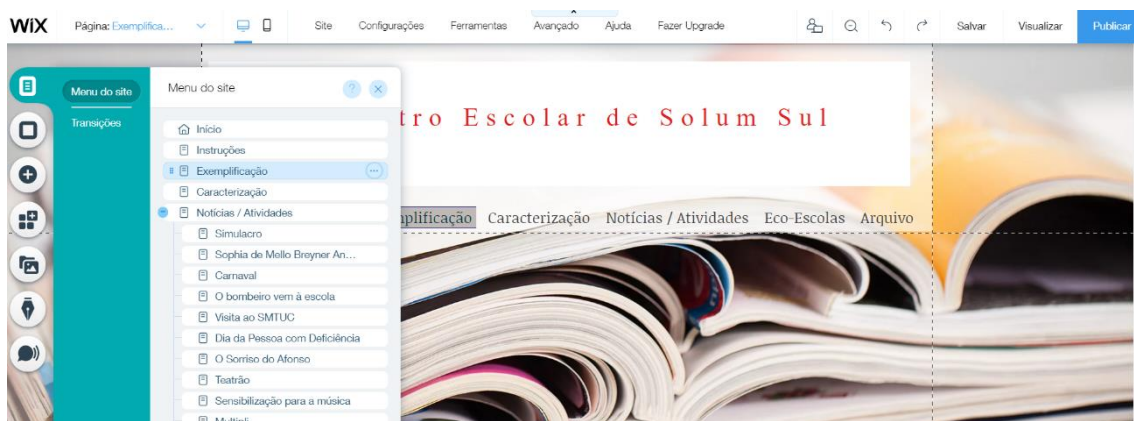 WiX Página: Exemplifica... Site Configurações Ferramentas Avançado Ajuda Fazer Upgrade Salvar Visualizar Publicar
Menu do site
Transições
Menu do site ?
Início
Instruções
Exemplificação
Caracterização
Notícias / Atividades
Simulacro
Sophia de Mello Breyner An...
Carnaval
O bombeiro vem à escola
Visita ao SMTUC
Dia da Pessoa com Deficiência
O Sorriso do Afonso
Teatrão
Sensibilização para a música
tro Escolar de Solum Sul
plificação Caracterização Notícias / Atividades Eco-Escolas Arquivo